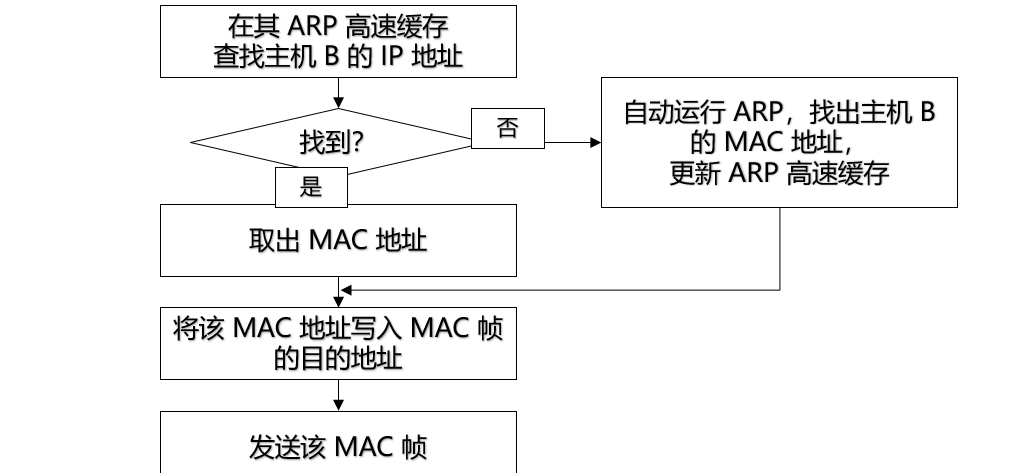 在其 ARP 高速缓存
查找主机 B 的 IP 地址
找到?
否
自动运行 ARP，找出主机 B
的 MAC 地址，
更新 ARP 高速缓存
是
取出 MAC 地址
将该 MAC 地址写入 MAC 帧
的目的地址
发送该 MAC 帧